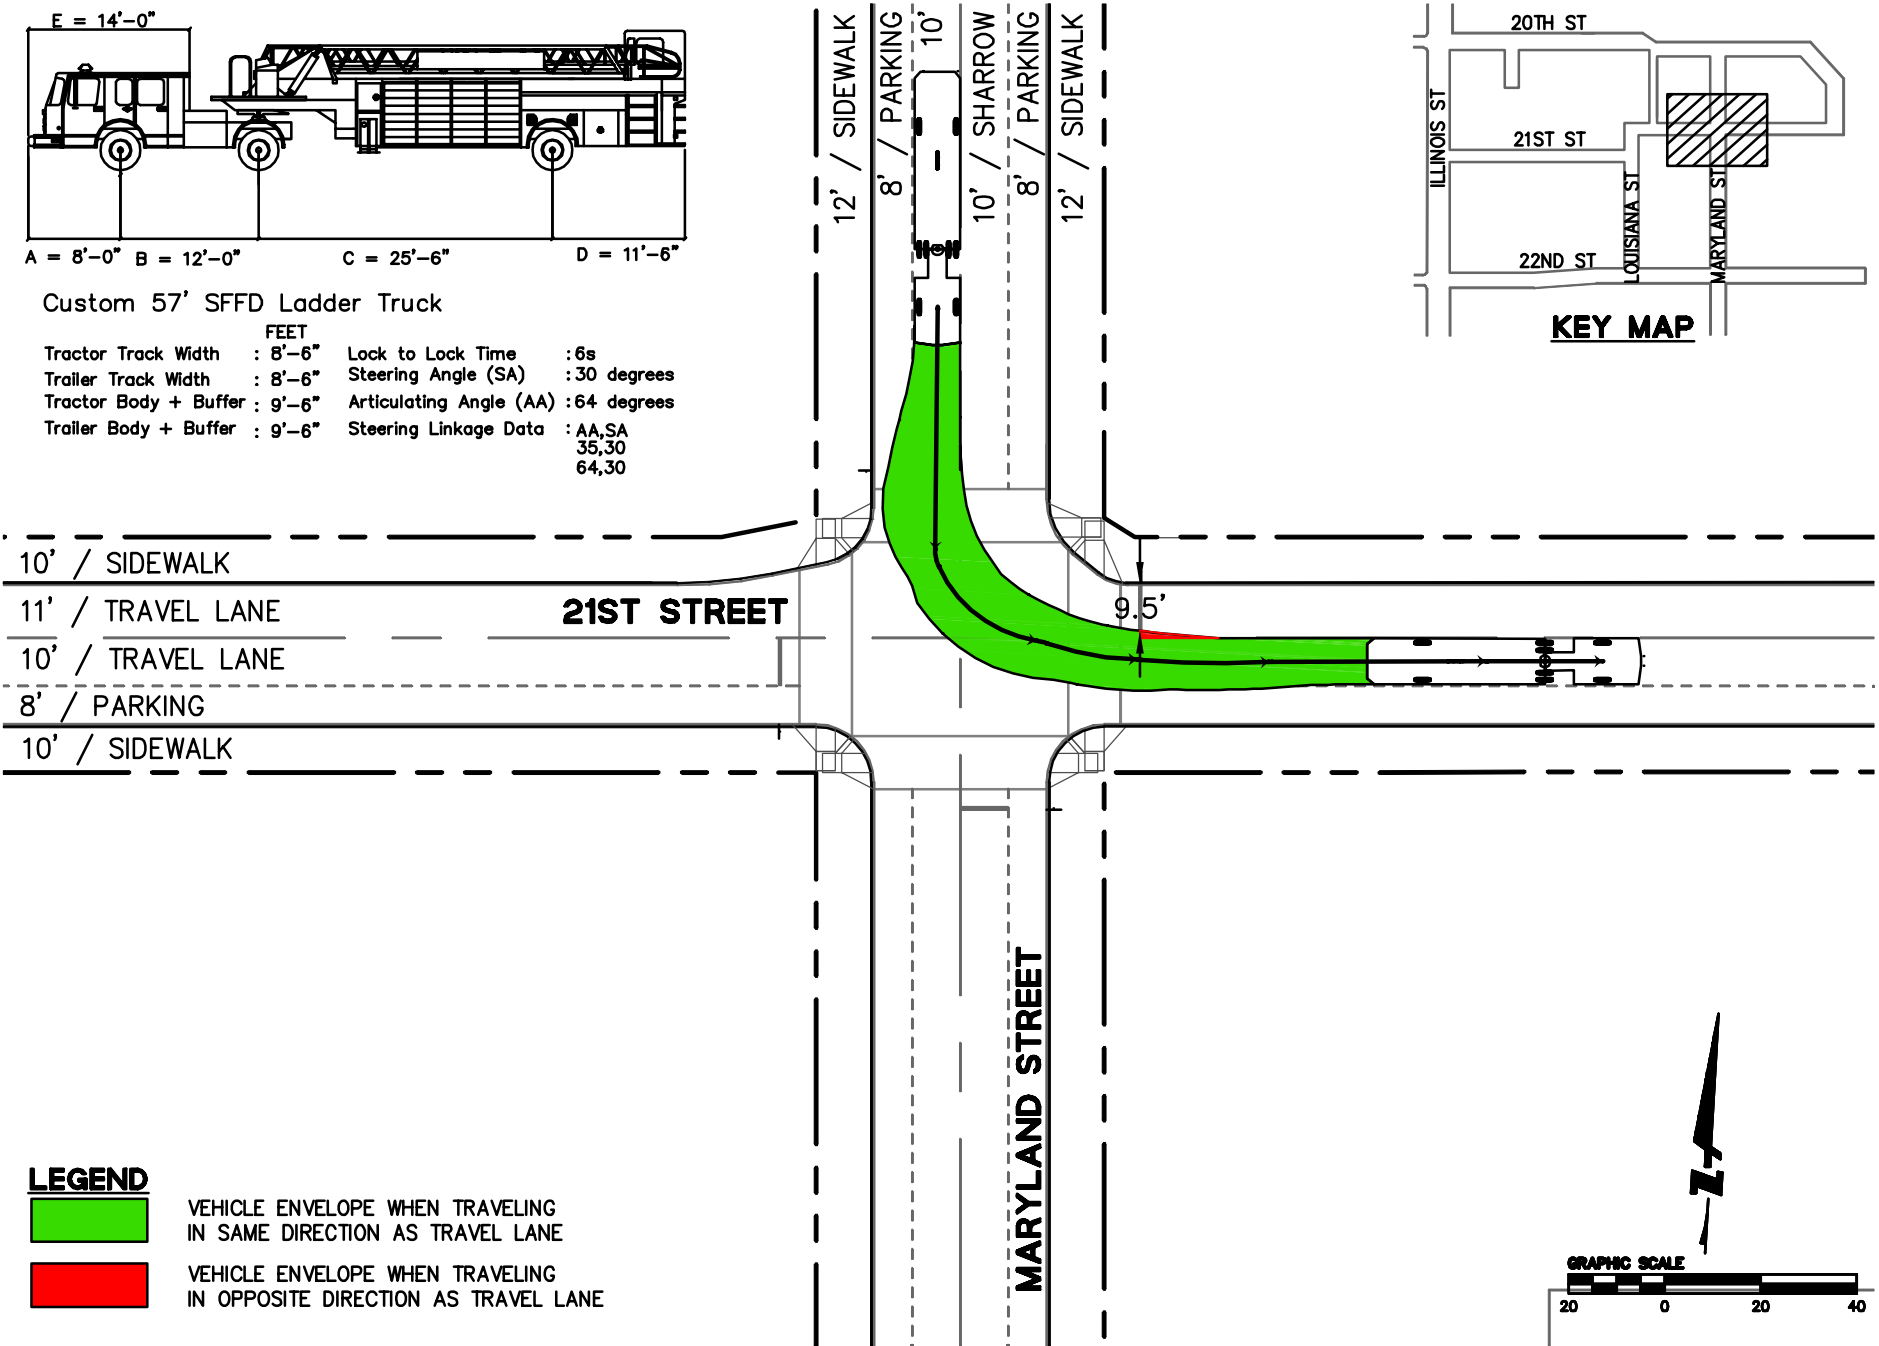 E = 14'-0"
A = 8'-0"
B = 12'-0"
C = 25'-6"
D = 11'-6"
Custom 57' SFFD Ladder Truck
FEET
Tractor Track Width : 8'-6"
Trailer Track Width : 8'-6"
Tractor Body + Buffer : 9'-6"
Trailer Body + Buffer : 9'-6"
Lock to Lock Time : 6s
Steering Angle (SA) : 30 degrees
Articulating Angle (AA) : 64 degrees
Steering Linkage Data : AA,SA
35,30
64,30
12' / SIDEWALK
8' / PARKING
10'
10' / SHARROW
8' / PARKING
12' / SIDEWALK
20TH ST
ILLINOIS ST
21ST ST
LOUISIANA ST
MARYLAND ST
22ND ST
KEY MAP
10' / SIDEWALK
11' / TRAVEL LANE
21ST STREET
10' / TRAVEL LANE
8' / PARKING
10' / SIDEWALK
9.5'
MARYLAND STREET
LEGEND
VEHICLE ENVELOPE WHEN TRAVELING
IN SAME DIRECTION AS TRAVEL LANE
VEHICLE ENVELOPE WHEN TRAVELING
IN OPPOSITE DIRECTION AS TRAVEL LANE
Z
GRAPHIC SCALE
20 0 20 40